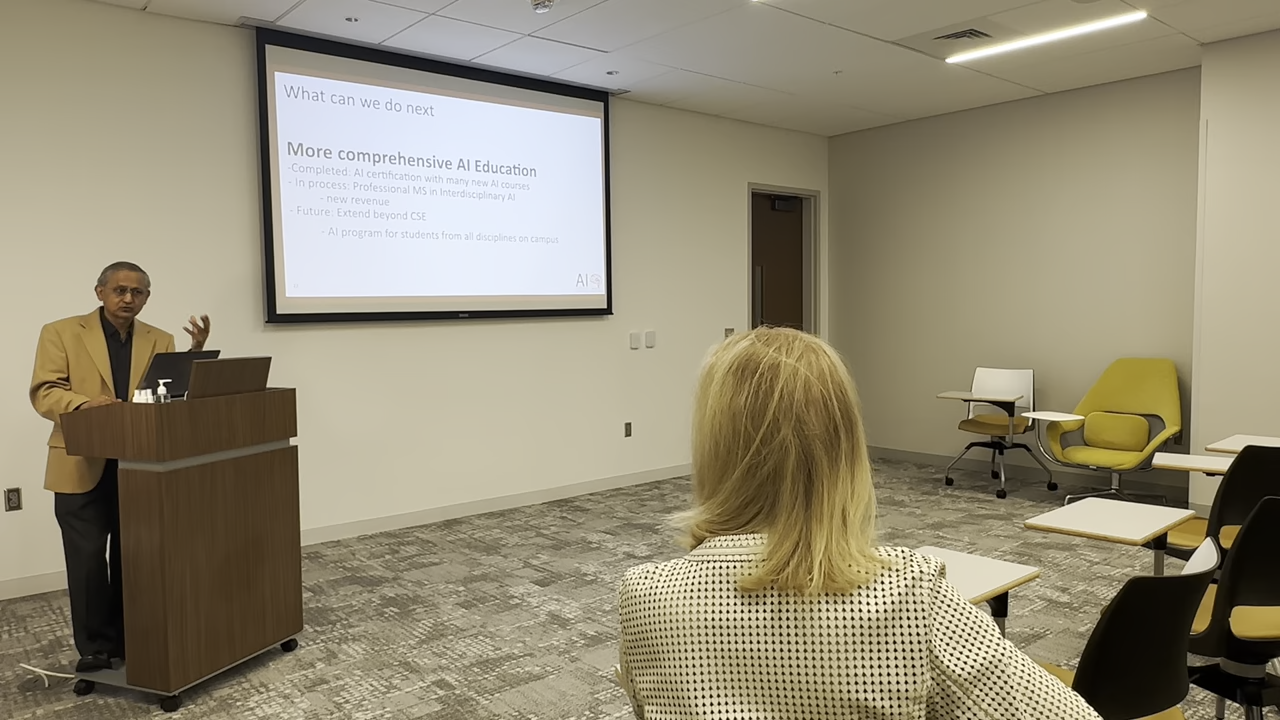 What can we do next
More comprehensive AI Education
-Completed: AI certification with many new AI courses
- In process: Professional MS in Interdisciplinary AI
- new revenue
- Future: Extend beyond CSE
- AI program for students from all disciplines on campus
AI